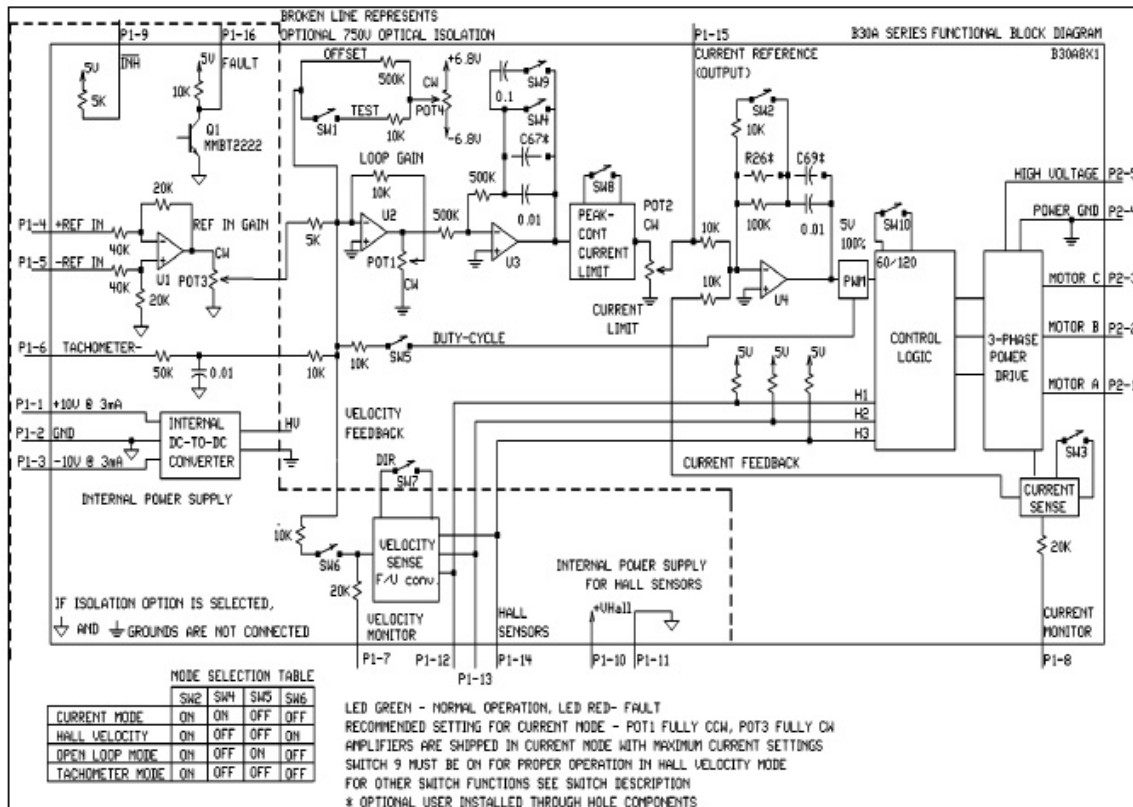 BROKEN LINE REPRESENTS
OPTIONAL 750V OPTICAL ISOLATION
B30A SERIES FUNCTIONAL BLOCK DIAGRAM
B30A8X1
P1-9
P1-16
P1-15
INH
FAULT
5V
5K
5V
10K
Q1
MMBT2222
OFFSET
500K
TEST
SW1
10K
CW
POT4
+6.8V
-6.8V
0.1
SW9
SW4
C67*
0.01
500K
CURRENT REFERENCE
(OUTPUT)
SW2
10K
R26*
C69*
100K
0.01
HIGH VOLTAGE P2-5
POWER GND P2-4
MOTOR C P2-3
MOTOR B P2-2
MOTOR A P2-1
P1-4 +REF IN
P1-5 -REF IN
40K
40K
20K
20K
U1
REF IN GAIN
CW
POT3
5K
LOOP GAIN
10K
U2
POT1
CW
500K
U3
SW8
PEAK-
CONT
CURRENT
LIMIT
POT2
CW
CURRENT
LIMIT
10K
10K
U4
5V
100%
PWM
SW10
60/120
CONTROL
LOGIC
3-PHASE
POWER
DRIVE
P1-6 TACHOMETER-
50K
0.01
10K
10K
SW5
DUTY-CYCLE
5V
5V
5V
H1
H2
H3
P1-1 +10V @ 3mA
P1-2 GND
P1-3 -10V @ 3mA
INTERNAL
DC-TO-DC
CONVERTER
HV
INTERNAL POWER SUPPLY
VELOCITY
FEEDBACK
CURRENT FEEDBACK
SW3
CURRENT
SENSE
20K
DIR
SW7
10K
SW6
VELOCITY
SENSE
F/V conv.
20K
INTERNAL POWER SUPPLY
FOR HALL SENSORS
+VHall
IF ISOLATION OPTION IS SELECTED,
AND GROUNDS ARE NOT CONNECTED
VELOCITY
MONITOR
HALL
SENSORS
CURRENT
MONITOR
P1-7
P1-12
P1-13
P1-14
P1-10
P1-11
P1-8
MODE SELECTION TABLE
SW2 SW4 SW5 SW6
CURRENT MODE ON ON OFF OFF
HALL VELOCITY ON OFF OFF ON
OPEN LOOP MODE ON OFF ON OFF
TACHOMETER MODE ON OFF OFF OFF
LED GREEN - NORMAL OPERATION, LED RED- FAULT
RECOMMENDED SETTING FOR CURRENT MODE - POT1 FULLY CCW, POT3 FULLY CW
AMPLIFIERS ARE SHIPPED IN CURRENT MODE WITH MAXIMUM CURRENT SETTINGS
SWITCH 9 MUST BE ON FOR PROPER OPERATION IN HALL VELOCITY MODE
FOR OTHER SWITCH FUNCTIONS SEE SWITCH DESCRIPTION
* OPTIONAL USER INSTALLED THROUGH HOLE COMPONENTS